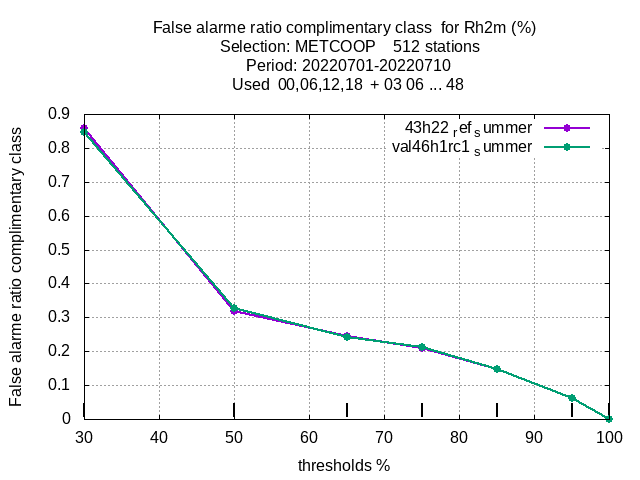 False alarme ratio complimentary class  for Rh2m (%)
Selection: METCOOP    512 stations
Period: 20220701-20220710
Used  00,06,12,18  + 03 06 ... 48
0.9
0.8
0.7
0.6
0.5
0.4
0.3
0.2
0.1
0
False alarme ratio complimentary class
43h22 ref summer
val46h1rc1 summer
30 40 50 60 70 80 90 100
thresholds %